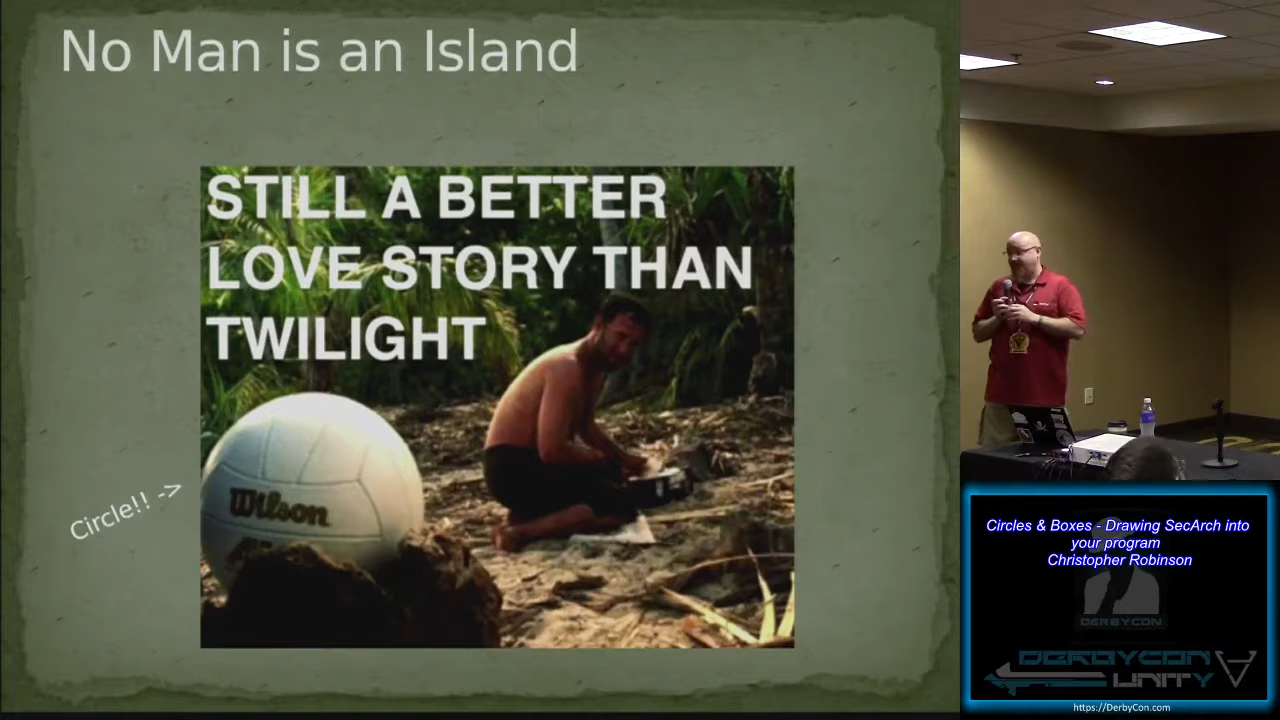 No Man is an Island
STILL A BETTER
LOVE STORY THAN
TWILIGHT
Wilson
Circle!! ->
Circles & Boxes - Drawing SecArch into
your program
Christopher Robinson
DERBYCON
DERBYCON
UNITY
https://DerbyCon.com